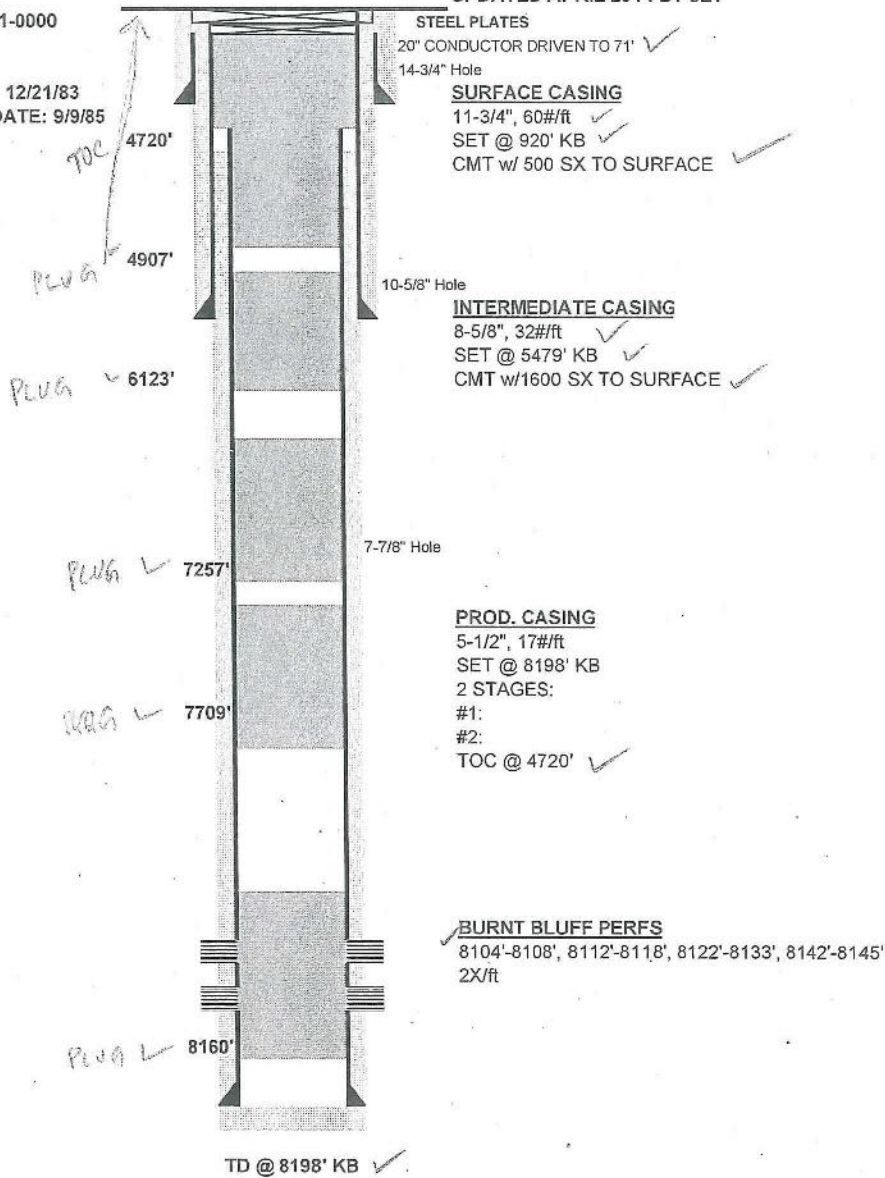 1-0000
STEEL PLATES
20" CONDUCTOR DRIVEN TO 71'
14-3/4" Hole
12/21/83
DATE: 9/9/85
SURFACE CASING
11-3/4", 60#/ft
SET @ 920' KB
CMT w/ 500 SX TO SURFACE
TOC
4720'
PLUG
4907'
10-5/8" Hole
INTERMEDIATE CASING
8-5/8", 32#/ft
SET @ 5479' KB
CMT w/1600 SX TO SURFACE
PLUG
6123'
7-7/8" Hole
PLUG
7257'
PROD. CASING
5-1/2", 17#/ft
SET @ 8198' KB
2 STAGES:
#1:
#2:
TOC @ 4720'
7709'
BURNT BLUFF PERFS
8104'-8108', 8112'-8118', 8122'-8133', 8142'-8145'
2X/ft
PLUG
8160'
TD @ 8198' KB